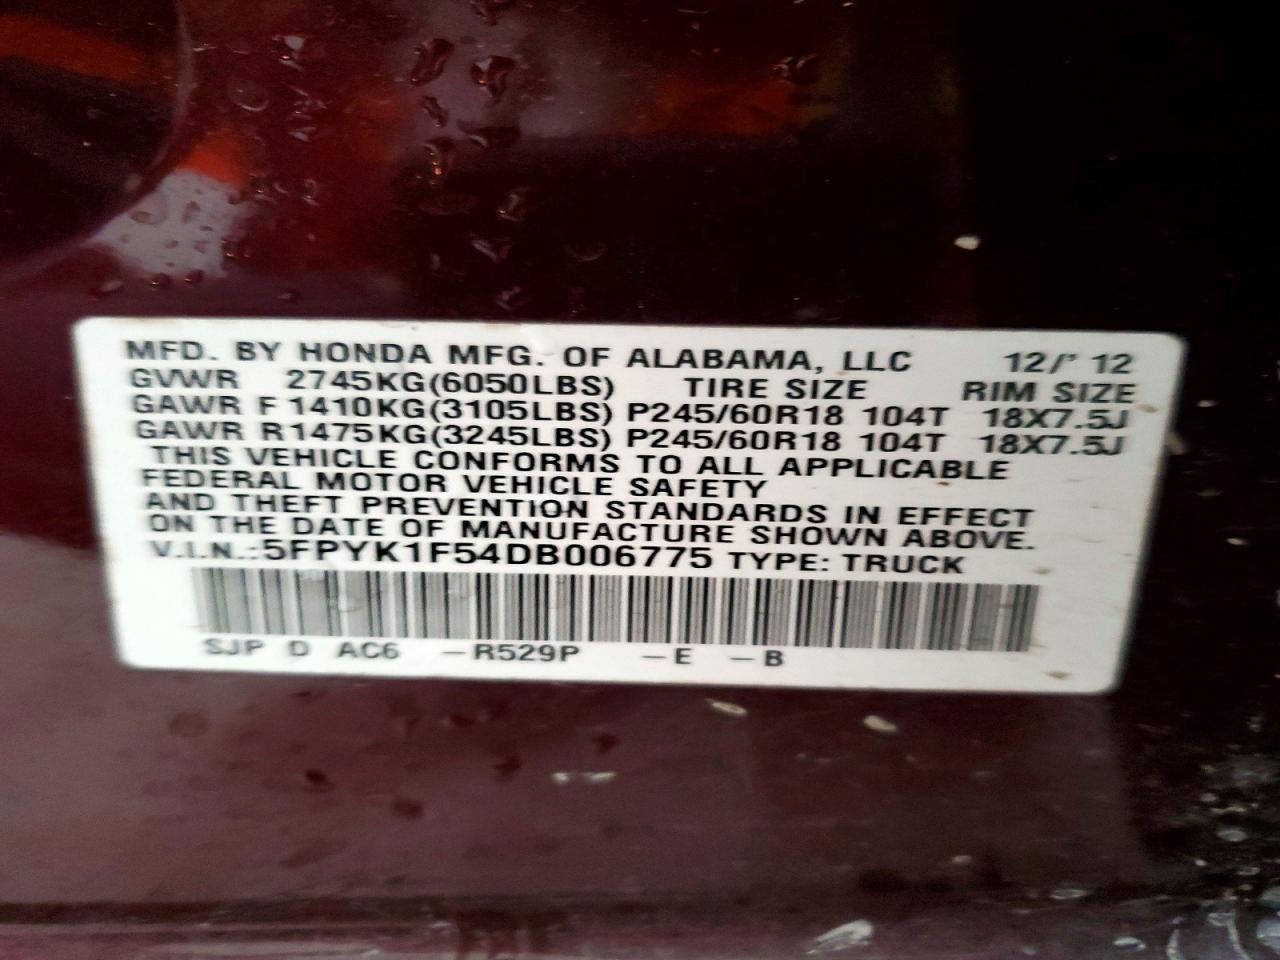 MFD. BY HONDA MFG. OF ALABAMA, LLC 12/' 12
GVWR 2745KG(6050LBS) TIRE SIZE RIM SIZE
GAWR F 1410KG(3105LBS) P245/60R18 104T 18X7.5J
GAWR R1475KG(3245LBS) P245/60R18 104T 18X7.5J
THIS VEHICLE CONFORMS TO ALL APPLICABLE
FEDERAL MOTOR VEHICLE SAFETY
AND THEFT PREVENTION STANDARDS IN EFFECT
ON THE DATE OF MANUFACTURE SHOWN ABOVE.
V.I.N.:5FPYK1F54DB006775 TYPE: TRUCK
SJP D AC6 –R529P –E –B